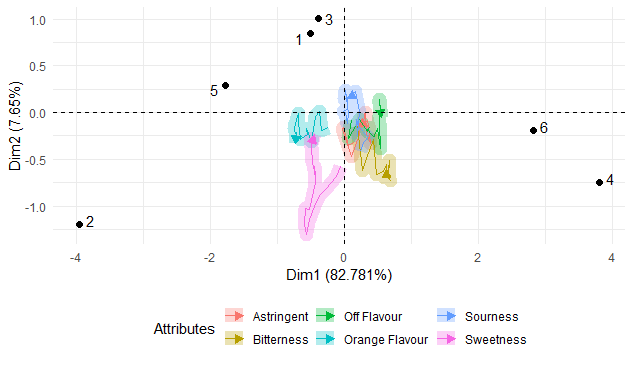 1.0
0.5
0.0
-0.5
-1.0
Dim2 (7.65%)
3
1
5
6
4
2
-4
-2
0
2
4
Dim1 (82.781%)
Attributes
Astringent
Off Flavour
Sourness
Bitterness
Orange Flavour
Sweetness